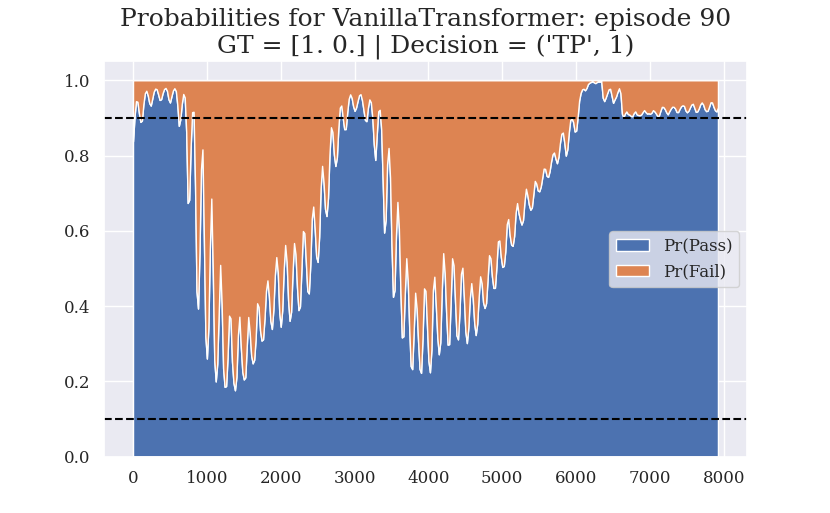 Probabilities for VanillaTransformer: episode 90
GT = [1. 0.] | Decision = ('TP', 1)
1.0
0.8
0.6
0.4
0.2
0.0
Pr(Pass)
Pr(Fail)
0 1000 2000 3000 4000 5000 6000 7000 8000